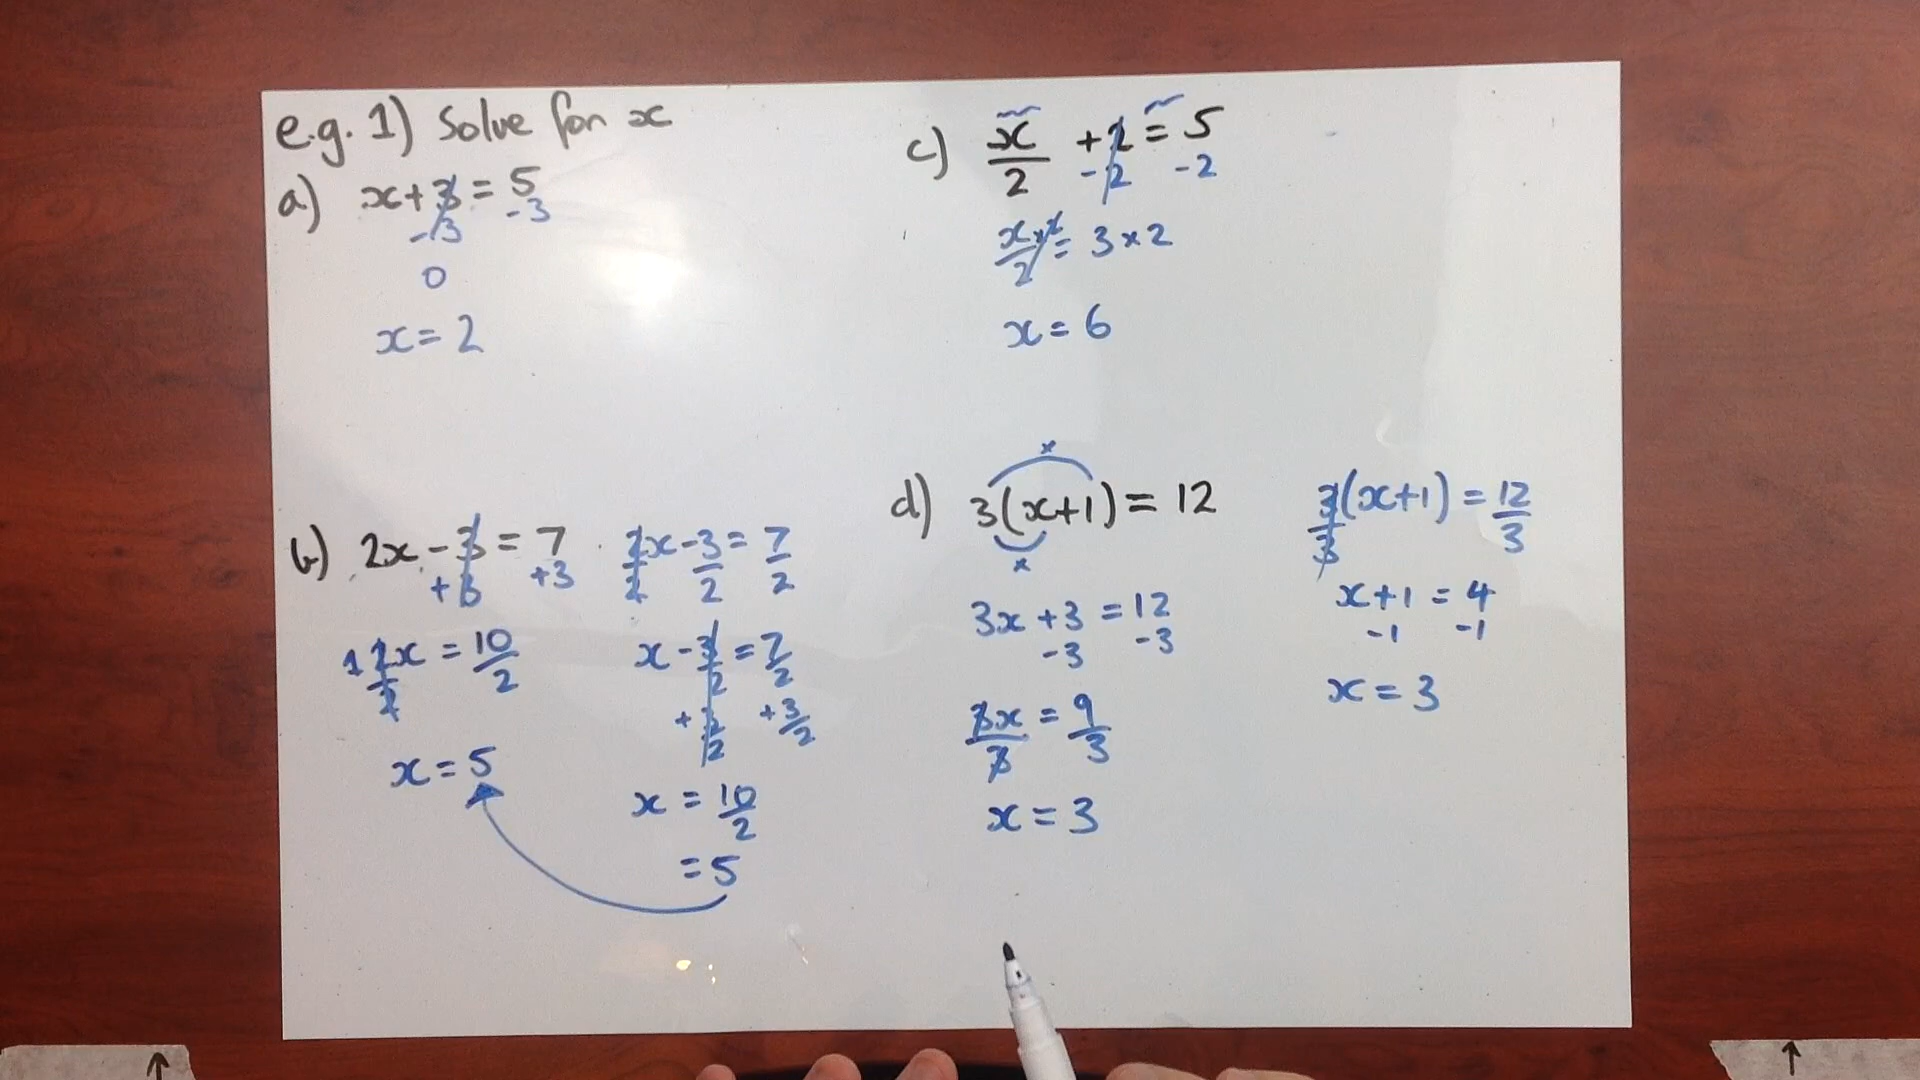 e.g. 1) Solve for x
a) x + 3 = 5
-3 -3
0
x = 2
b) 2x - 3 = 7
+3 +3
1 2x/2 = 10/2
x = 5
2x/2 - 3/2 = 7/2
x - 3/2 = 7/2
+ 3/2 + 3/2
x = 10/2
= 5
c) x/2 + 2 = 5
-2 -2
x/2 × 2 = 3 × 2
x = 6
d) 3(x+1) = 12
×
×
3x + 3 = 12
-3 -3
3x/3 = 9/3
x = 3
3(x+1)/3 = 12/3
x+1 = 4
-1 -1
x = 3